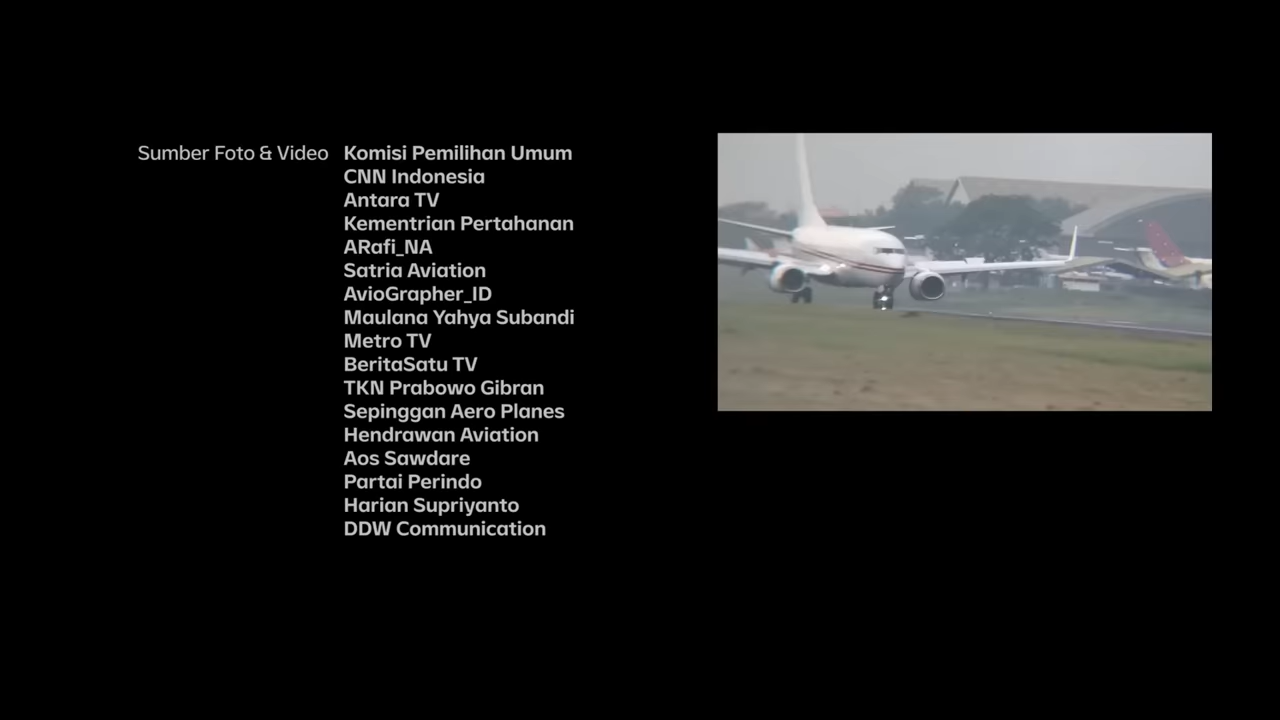 Sumber Foto & Video Komisi Pemilihan Umum
CNN Indonesia
Antara TV
Kementrian Pertahanan
ARafi_NA
Satria Aviation
AvioGrapher_ID
Maulana Yahya Subandi
Metro TV
BeritaSatu TV
TKN Prabowo Gibran
Sepinggan Aero Planes
Hendrawan Aviation
Aos Sawdare
Partai Perindo
Harian Supriyanto
DDW Communication